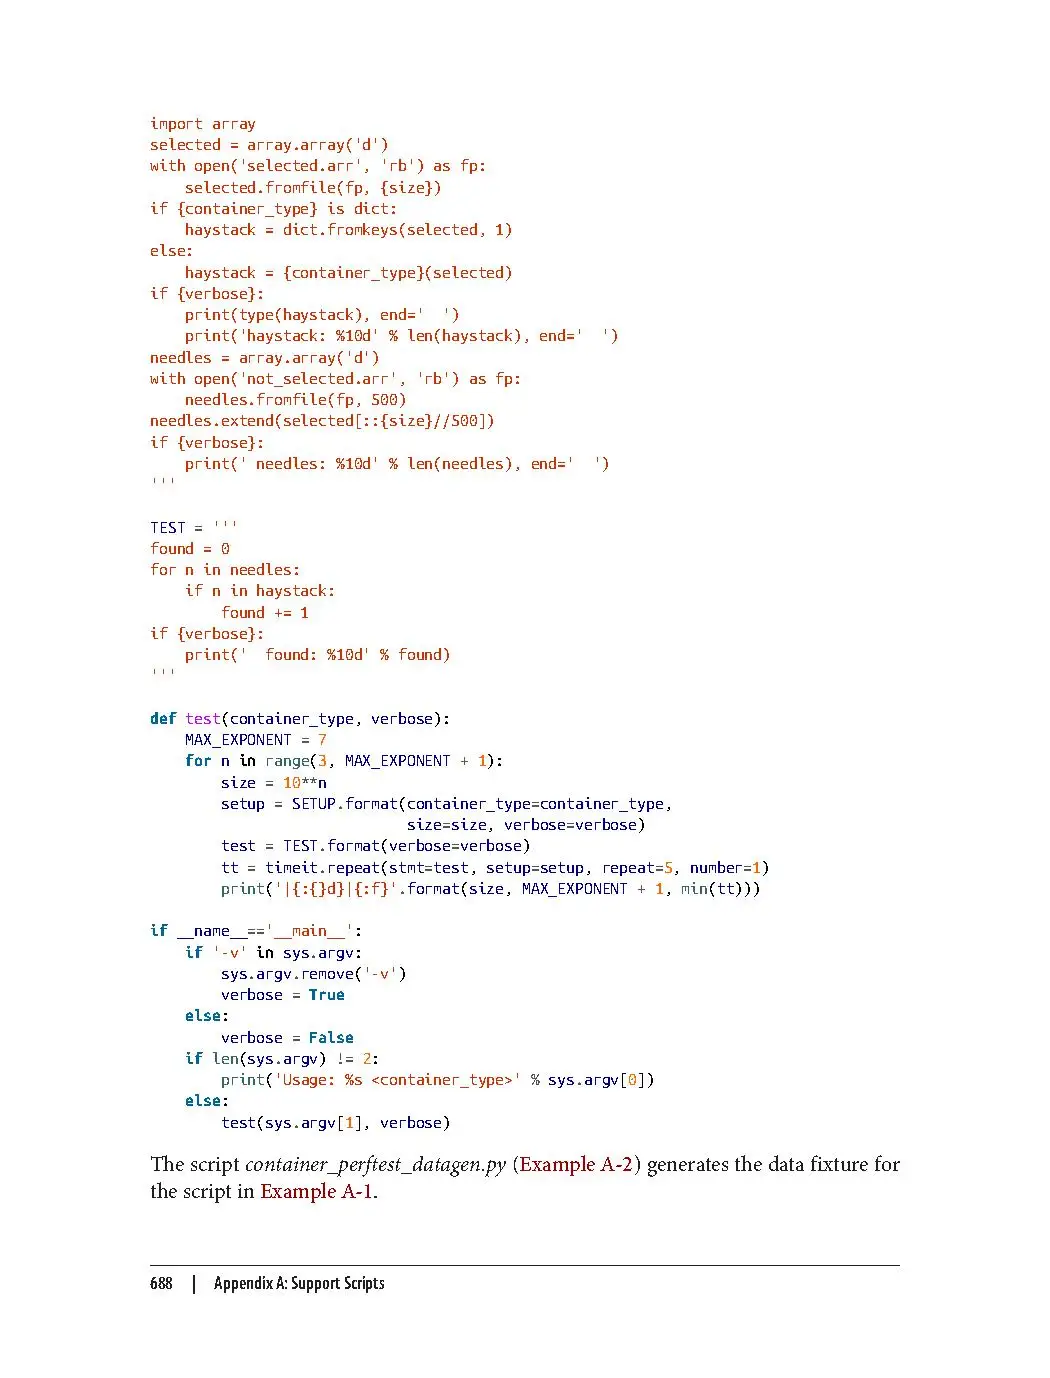 import array
selected = array.array('d')
with open('selected.arr', 'rb') as fp:
    selected.fromfile(fp, {size})
if {container_type} is dict:
    haystack = dict.fromkeys(selected, 1)
else:
    haystack = {container_type}(selected)
if {verbose}:
    print(type(haystack), end='  ')
    print('haystack: %10d' % len(haystack), end='  ')
needles = array.array('d')
with open('not_selected.arr', 'rb') as fp:
    needles.fromfile(fp, 500)
needles.extend(selected[::{size}//500])
if {verbose}:
    print(' needles: %10d' % len(needles), end='  ')
'''

TEST = '''
found = 0
for n in needles:
    if n in haystack:
        found += 1
if {verbose}:
    print('  found: %10d' % found)
'''

def test(container_type, verbose):
    MAX_EXPONENT = 7
    for n in range(3, MAX_EXPONENT + 1):
        size = 10**n
        setup = SETUP.format(container_type=container_type,
                             size=size, verbose=verbose)
        test = TEST.format(verbose=verbose)
        tt = timeit.repeat(stmt=test, setup=setup, repeat=5, number=1)
        print('|{:{}d}|{:f}'.format(size, MAX_EXPONENT + 1, min(tt)))

if __name__=='__main__':
    if '-v' in sys.argv:
        sys.argv.remove('-v')
        verbose = True
    else:
        verbose = False
    if len(sys.argv) != 2:
        print('Usage: %s <container_type>' % sys.argv[0])
    else:
        test(sys.argv[1], verbose)

The script container_perftest_datagen.py (Example A-2) generates the data fixture for
the script in Example A-1.

688 | Appendix A: Support Scripts